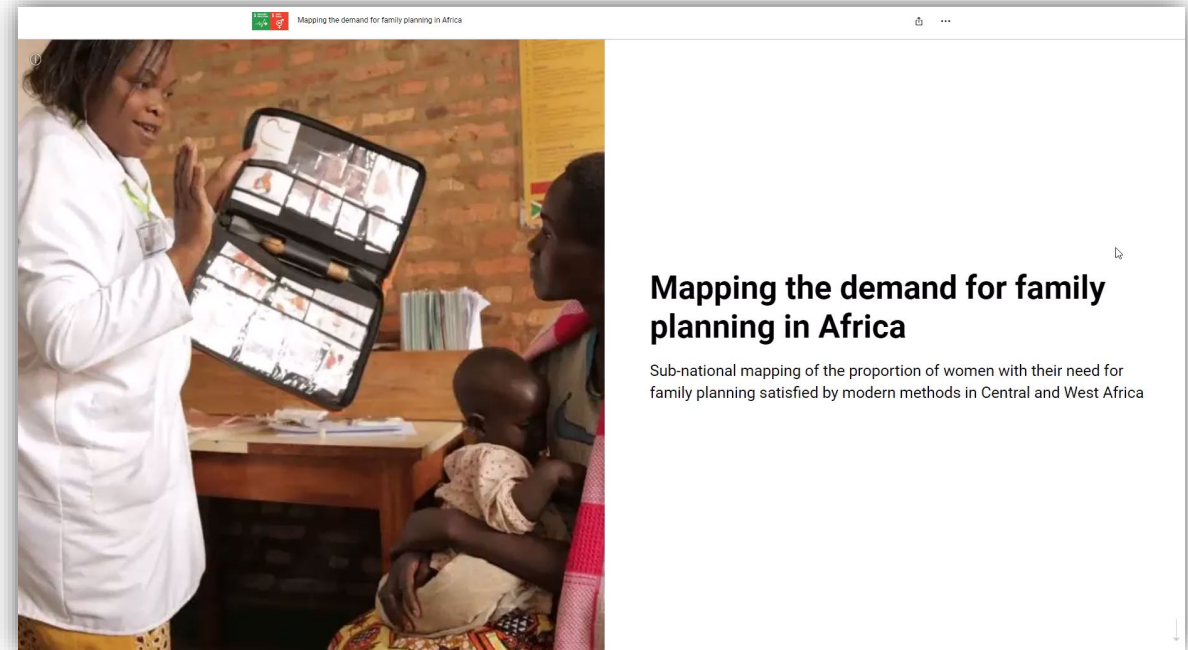 Mapping the demand for family planning in Africa
Mapping the demand for family
planning in Africa
Sub-national mapping of the proportion of women with their need for
family planning satisfied by modern methods in Central and West Africa